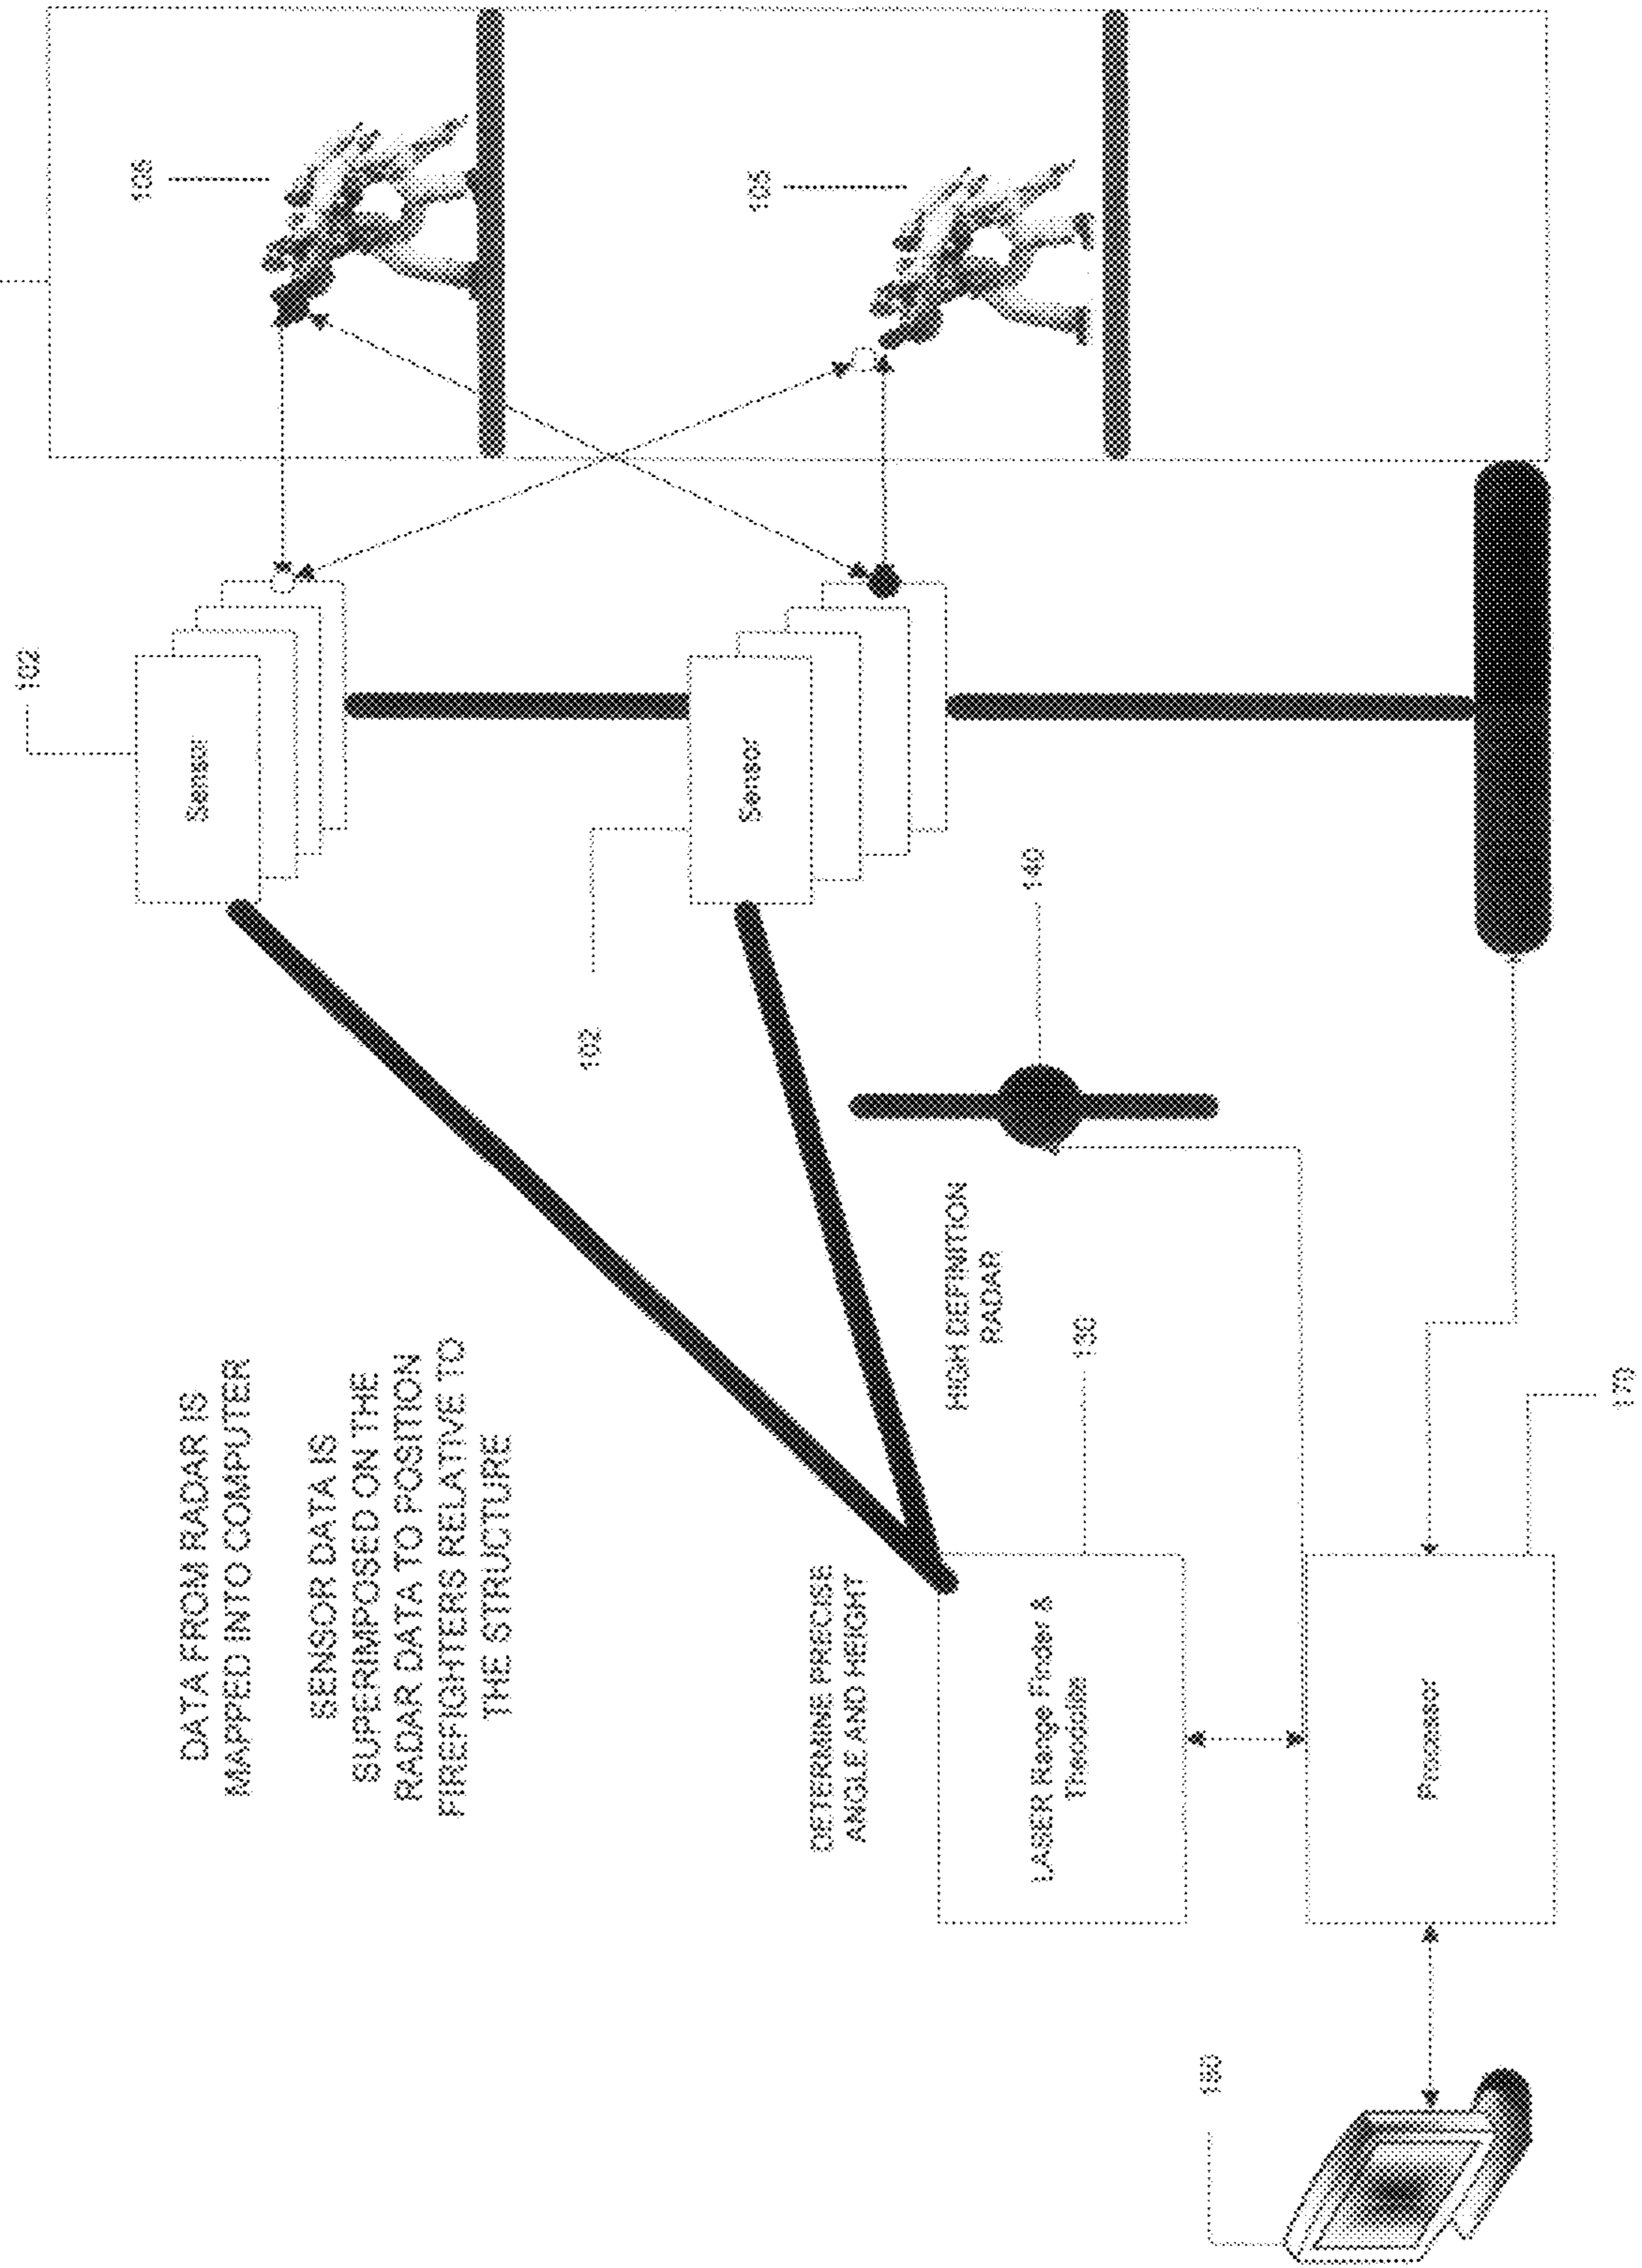 102
Sensor
DATA FROM RADAR IS
MAPPED INTO COMPUTER
SENSOR DATA IS
SUPERIMPOSED ON THE
RADAR DATA TO POSITION
FIREFIGHTERS RELATIVE TO
THE STRUCTURE
102
Sensor
105
DETERMINE PRECISE
ANGLE AND HEIGHT
HIGH DEFINITION
RADAR
140
LASER Range Finder &
Theodolite
Processor
170